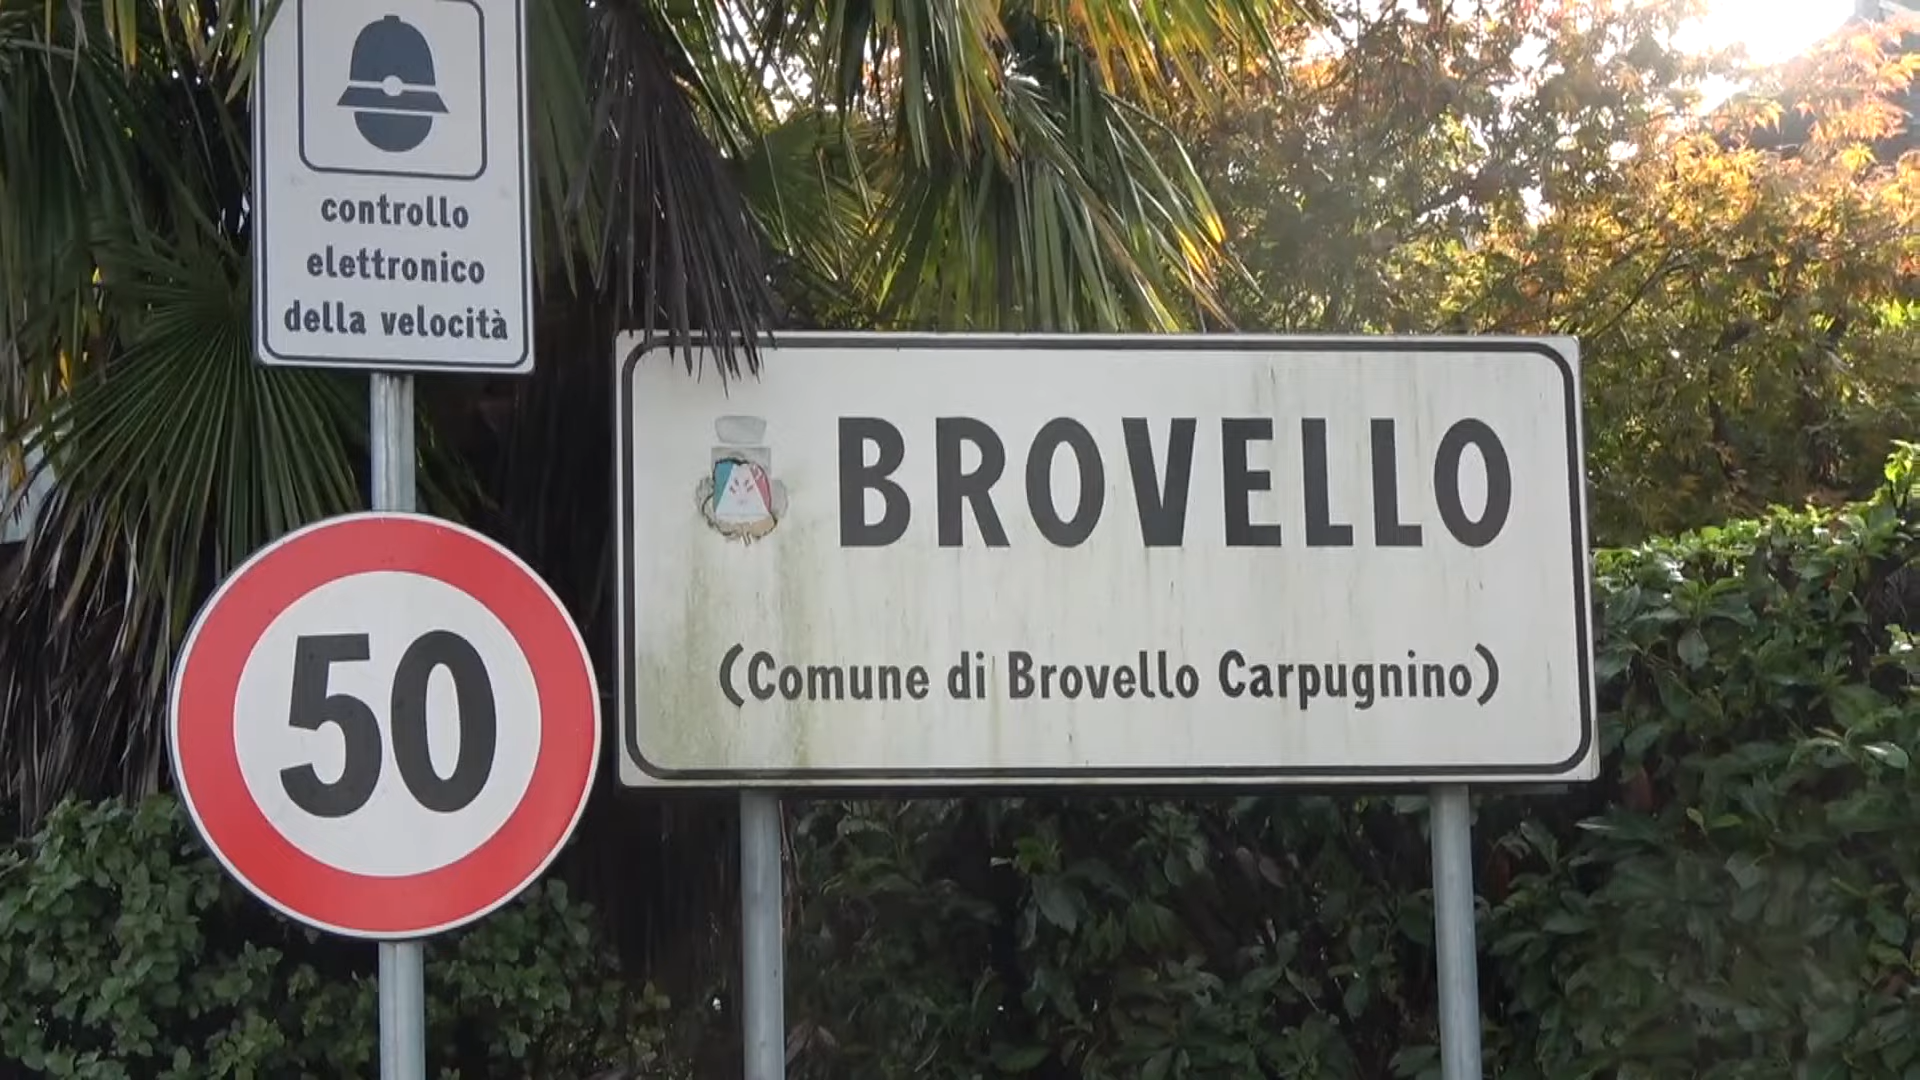 controllo
elettronico
della velocità
50
BROVELLO
(Comune di Brovello Carpugnino)